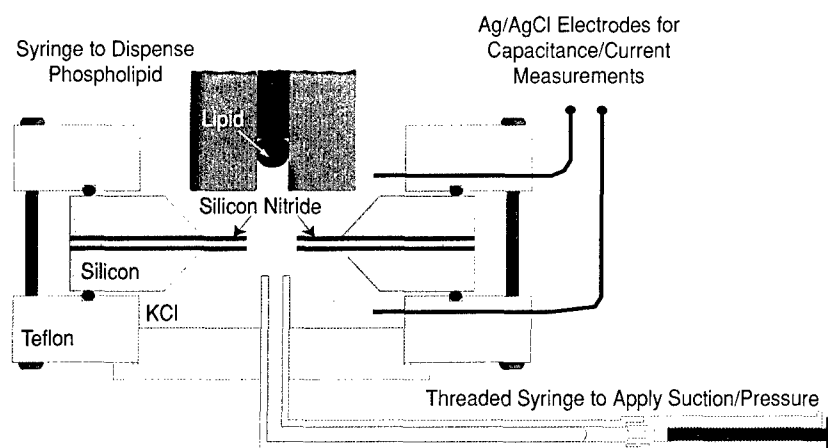 Syringe to Dispense
Phospholipid
Ag/AgCl Electrodes for
Capacitance/Current
Measurements
Lipid
Silicon Nitride
Silicon
KCl
Teflon
Threaded Syringe to Apply Suction/Pressure